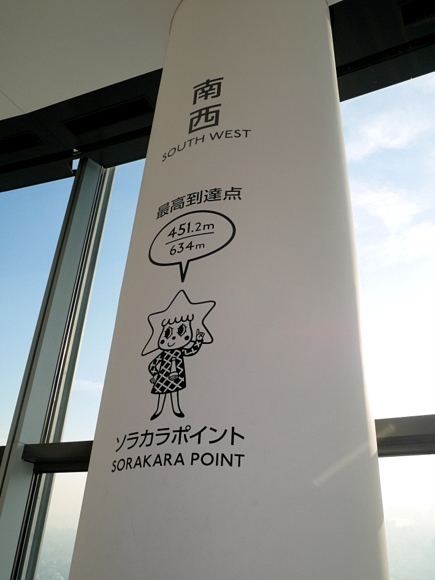 南
西
SOUTH WEST
最高到達点
451.2m
634m
ソラカラポイント
SORAKARA POINT